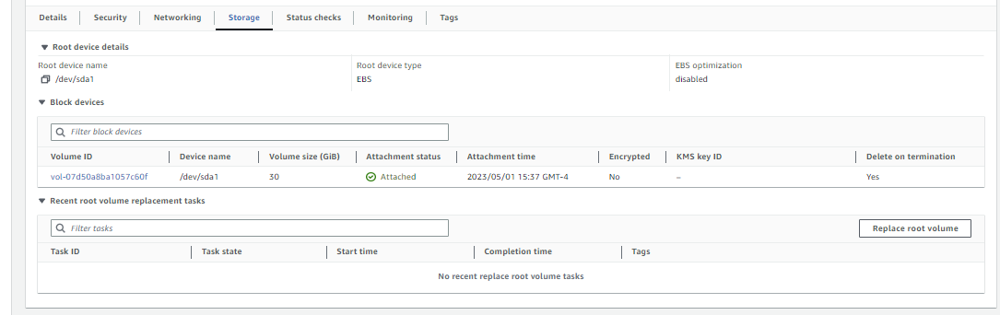 Details Security Networking Storage Status checks Monitoring Tags
Root device details
Root device name Root device type EBS optimization
/dev/sda1 EBS disabled
Block devices
Filter block devices
Volume ID Device name Volume size (GiB) Attachment status Attachment time Encrypted KMS key ID Delete on termination
vol-07d50a8ba1057c60f /dev/sda1 30 Attached 2023/05/01 15:37 GMT-4 No – Yes
Recent root volume replacement tasks
Filter tasks Replace root volume
Task ID Task state Start time Completion time Tags
No recent replace root volume tasks